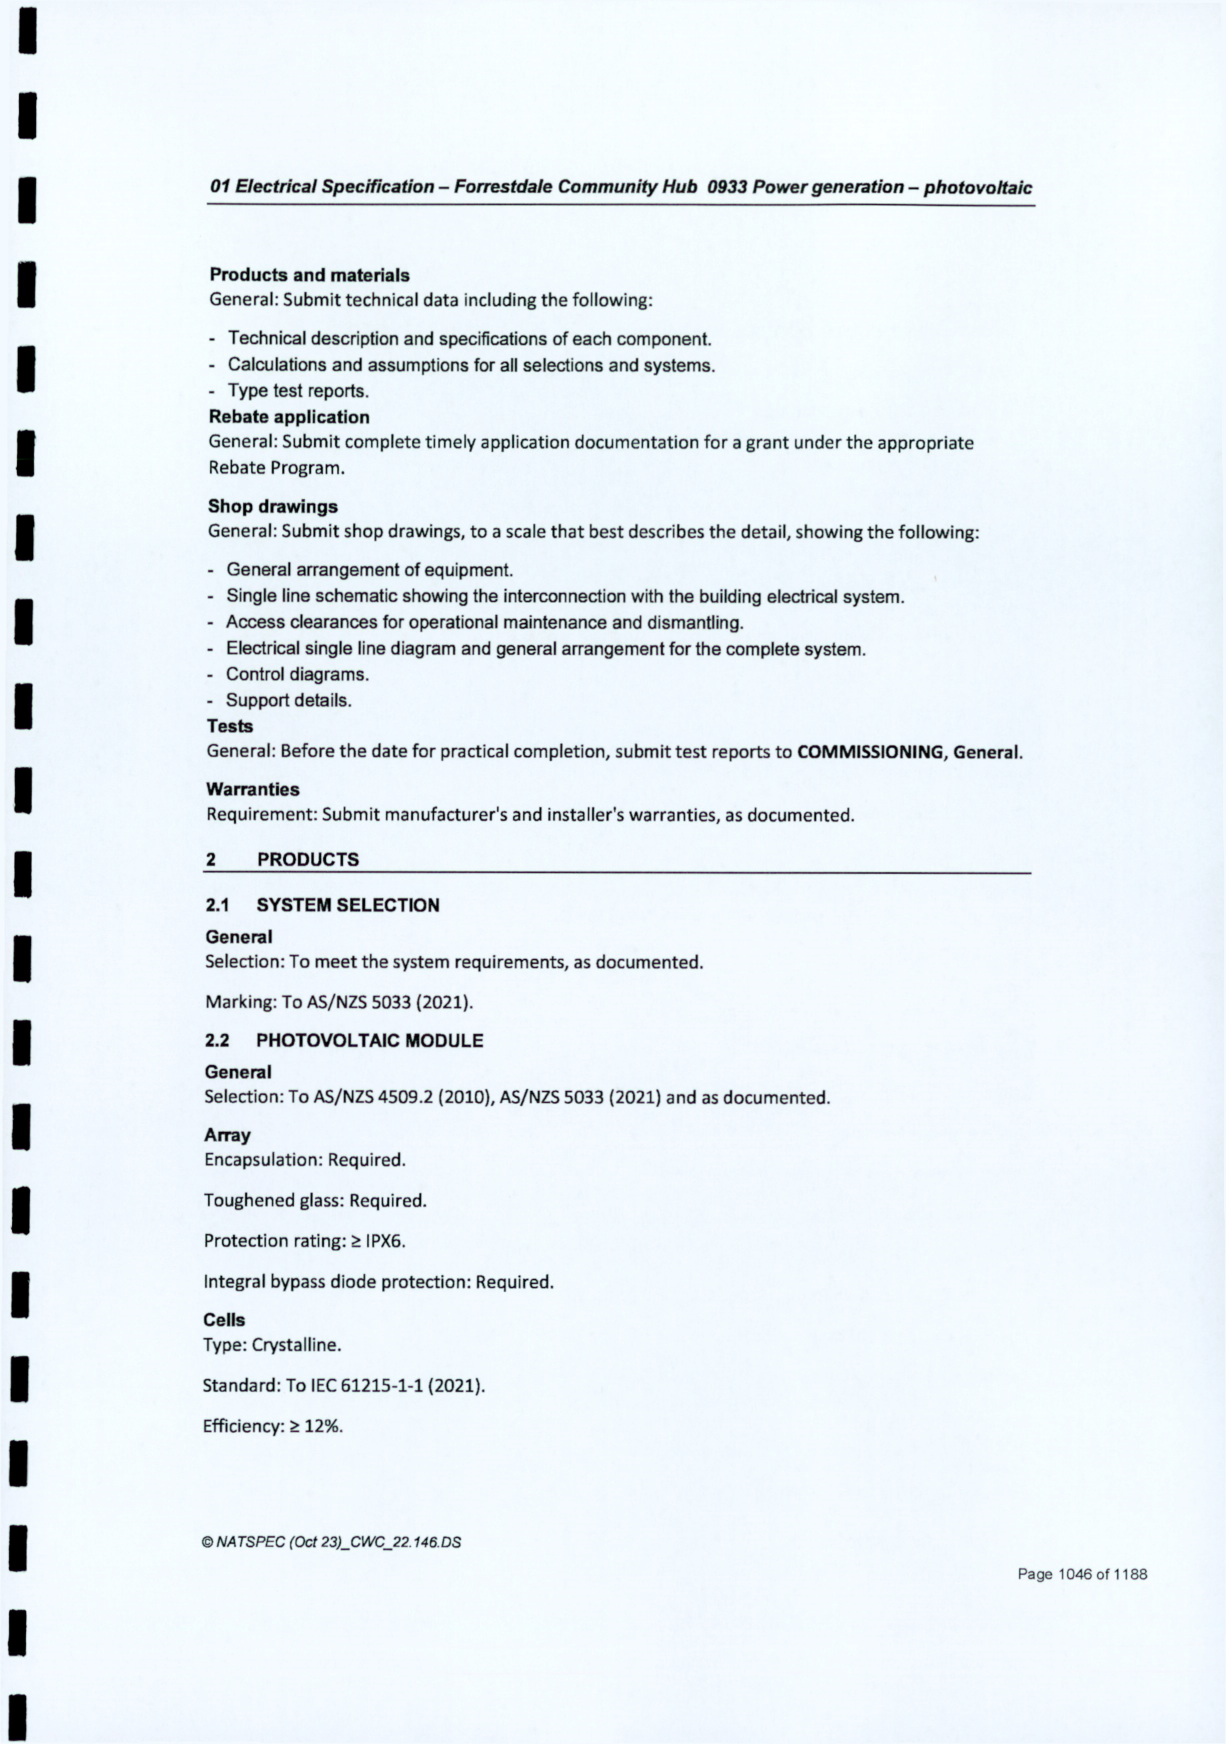 01 Electrical Specification – Forrestdale Community Hub 0933 Power generation – photovoltaic
Products and materials
General: Submit technical data including the following:
- Technical description and specifications of each component.
- Calculations and assumptions for all selections and systems.
- Type test reports.
Rebate application
General: Submit complete timely application documentation for a grant under the appropriate
Rebate Program.
Shop drawings
General: Submit shop drawings, to a scale that best describes the detail, showing the following:
- General arrangement of equipment.
- Single line schematic showing the interconnection with the building electrical system.
- Access clearances for operational maintenance and dismantling.
- Electrical single line diagram and general arrangement for the complete system.
- Control diagrams.
- Support details.
Tests
General: Before the date for practical completion, submit test reports to COMMISSIONING, General.
Warranties
Requirement: Submit manufacturer's and installer's warranties, as documented.
2 PRODUCTS
2.1 SYSTEM SELECTION
General
Selection: To meet the system requirements, as documented.
Marking: To AS/NZS 5033 (2021).
2.2 PHOTOVOLTAIC MODULE
General
Selection: To AS/NZS 4509.2 (2010), AS/NZS 5033 (2021) and as documented.
Array
Encapsulation: Required.
Toughened glass: Required.
Protection rating: ≥ IPX6.
Integral bypass diode protection: Required.
Cells
Type: Crystalline.
Standard: To IEC 61215-1-1 (2021).
Efficiency: ≥ 12%.
© NATSPEC (Oct 23)_CWC_22.146.DS
Page 1046 of 1188